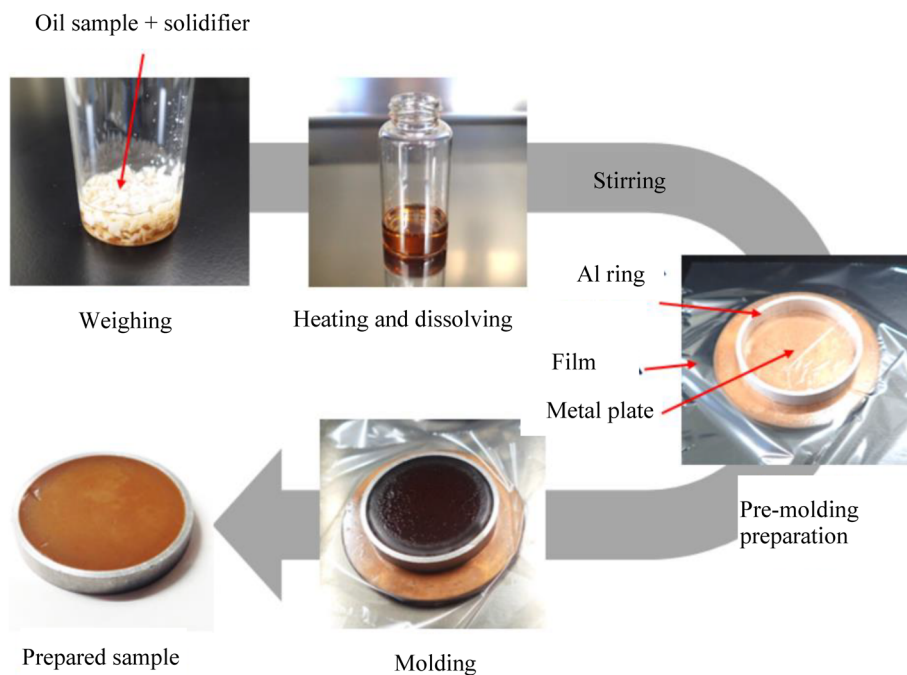 Oil sample + solidifier
Stirring
Weighing
Heating and dissolving
Al ring
Film
Metal plate
Pre-molding
preparation
Prepared sample
Molding